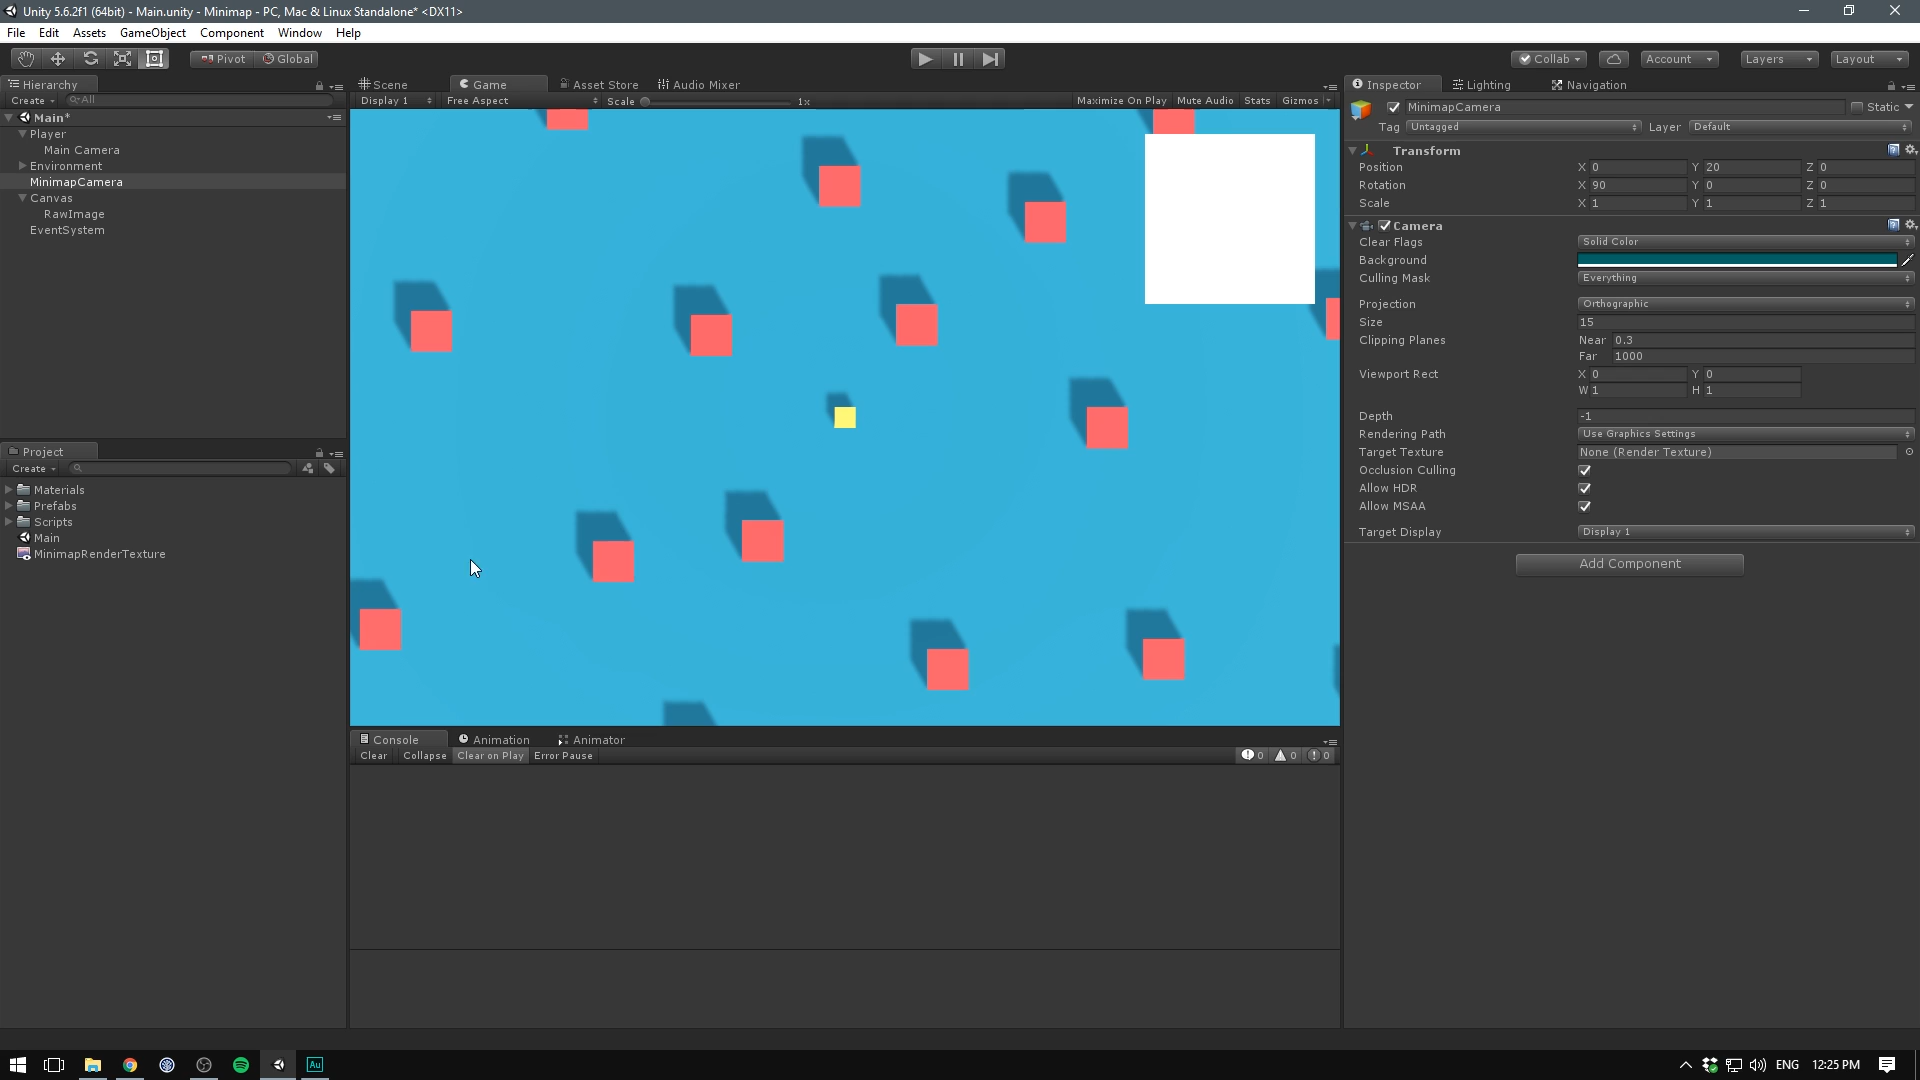 Unity 5.6.2f1 (64bit) - Main.unity - Minimap - PC, Mac & Linux Standalone* <DX11>
File Edit Assets GameObject Component Window Help
Pivot Global Collab Account Layers Layout
Hierarchy
Create All
Main*
Player
Main Camera
Environment
MinimapCamera
Canvas
RawImage
EventSystem
Project
Create
Materials
Prefabs
Scripts
Main
MinimapRenderTexture
Scene Game Asset Store Audio Mixer
Display 1 Free Aspect Scale 1x Maximize On Play Mute Audio Stats Gizmos
Console Animation Animator
Clear Collapse Clear on Play Error Pause 0 0 0
Inspector Lighting Navigation
MinimapCamera Static
Tag Untagged Layer Default
Transform
Position X 0 Y 20 Z 0
Rotation X 90 Y 0 Z 0
Scale X 1 Y 1 Z 1
Camera
Clear Flags Solid Color
Background
Culling Mask Everything
Projection Orthographic
Size 15
Clipping Planes Near 0.3
Far 1000
Viewport Rect X 0 Y 0
W 1 H 1
Depth -1
Rendering Path Use Graphics Settings
Target Texture None (Render Texture)
Occlusion Culling
Allow HDR
Allow MSAA
Target Display Display 1
Add Component
Au ENG 12:25 PM